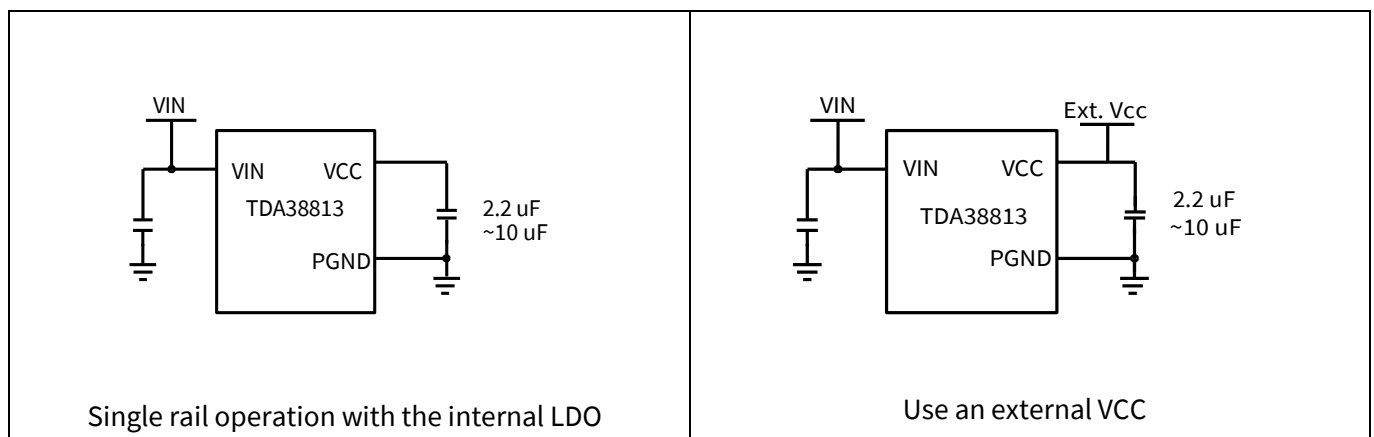 VIN
VIN
VCC
TDA38813
2.2 uF
~10 uF
PGND
Single rail operation with the internal LDO
VIN
Ext. Vcc
VIN
VCC
TDA38813
2.2 uF
~10 uF
PGND
Use an external VCC